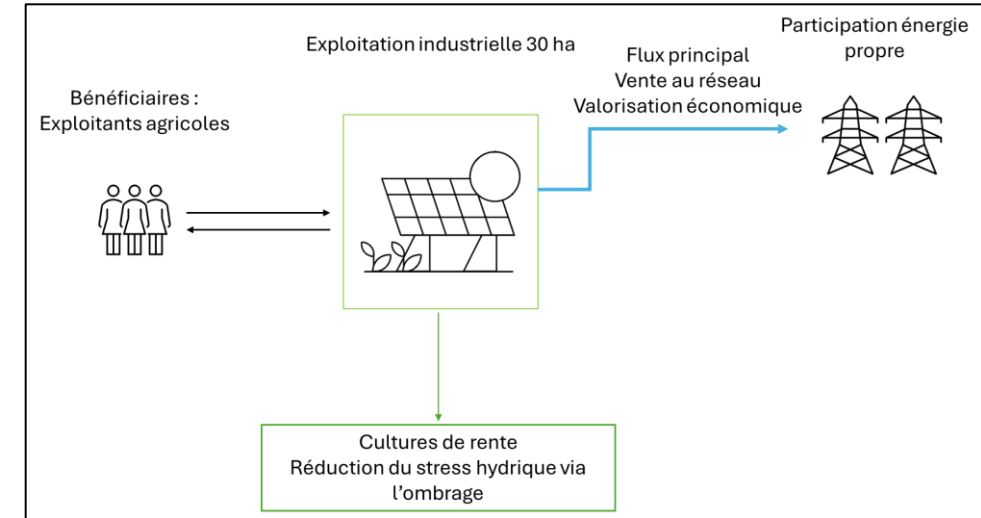 Exploitation industrielle 30 ha
Participation énergie
propre
Flux principal
Vente au réseau
Valorisation économique
Bénéficiaires :
Exploitants agricoles
Cultures de rente
Réduction du stress hydrique via
l’ombrage